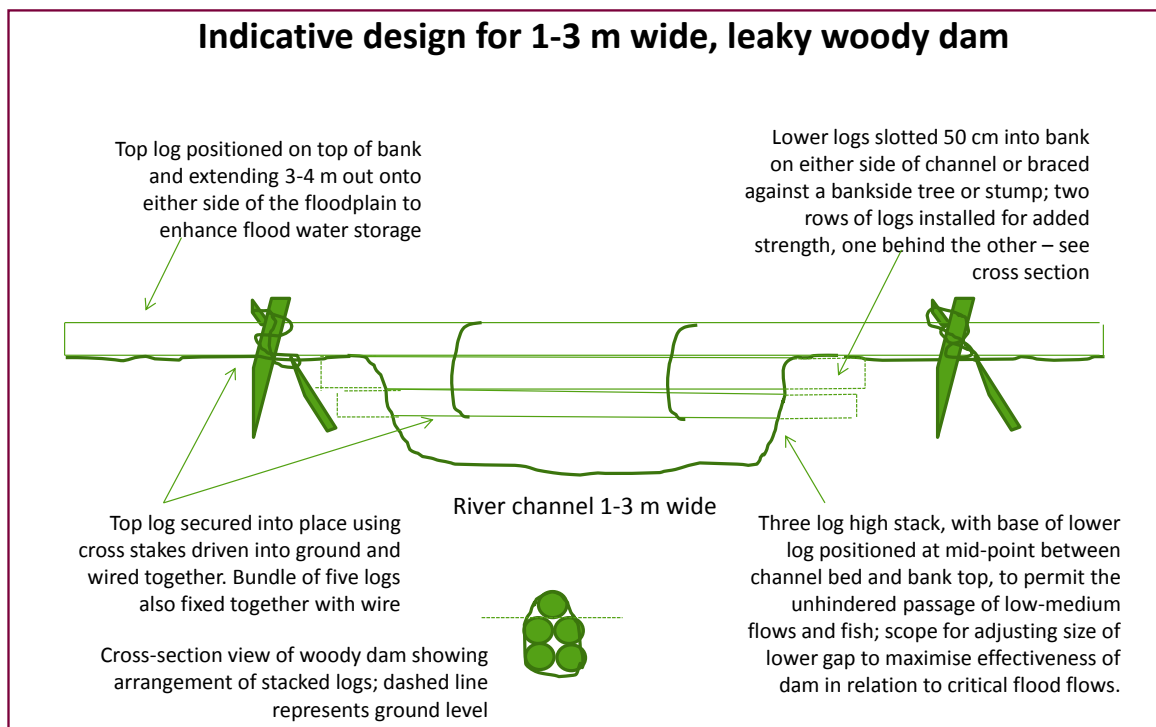 Indicative design for 1-3 m wide, leaky woody dam
Top log positioned on top of bank
and extending 3-4 m out onto
either side of the floodplain to
enhance flood water storage
Lower logs slotted 50 cm into bank
on either side of channel or braced
against a bankside tree or stump; two
rows of logs installed for added
strength, one behind the other – see
cross section
River channel 1-3 m wide
Top log secured into place using
cross stakes driven into ground and
wired together. Bundle of five logs
also fixed together with wire
Three log high stack, with base of lower
log positioned at mid-point between
channel bed and bank top, to permit the
unhindered passage of low-medium
flows and fish; scope for adjusting size of
lower gap to maximise effectiveness of
dam in relation to critical flood flows.
Cross-section view of woody dam showing
arrangement of stacked logs; dashed line
represents ground level